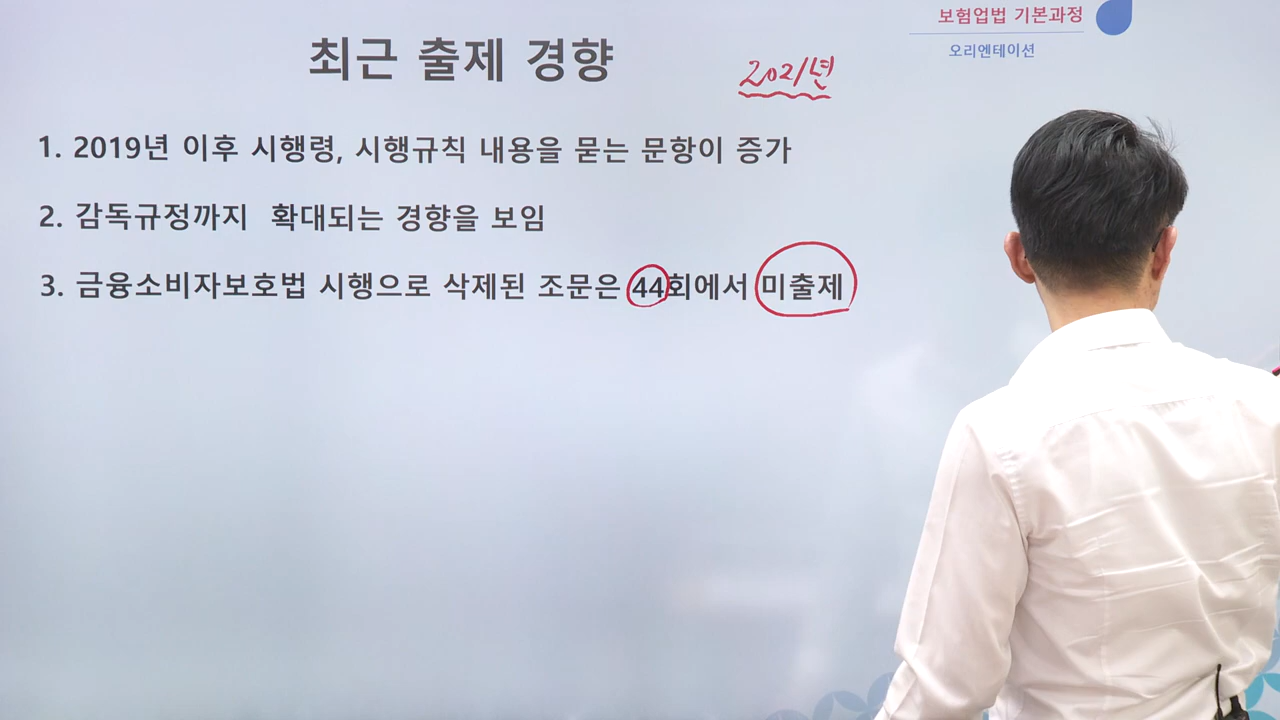 보험업법 기본과정
오리엔테이션
최근 출제 경향
2021년
1. 2019년 이후 시행령, 시행규칙 내용을 묻는 문항이 증가
2. 감독규정까지 확대되는 경향을 보임
3. 금융소비자보호법 시행으로 삭제된 조문은 44회에서 미출제